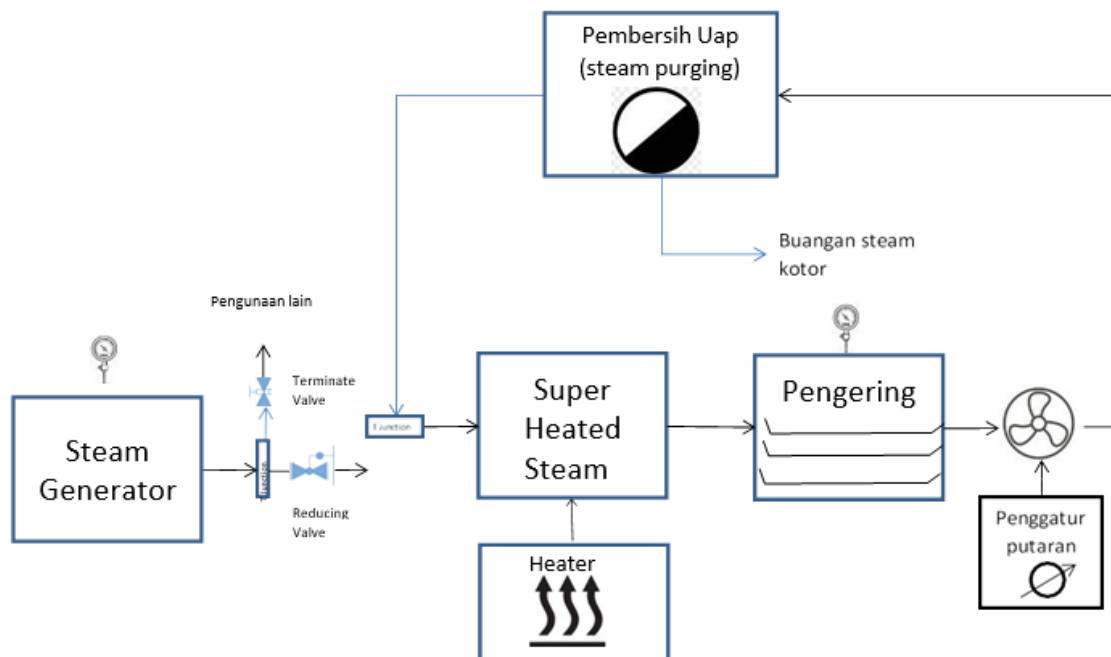 Pembersih Uap
(steam purging)
Buangan steam
kotor
Pengunaan lain
Terminate
Valve
Steam
Generator
Reducing
Valve
T Junction
Super
Heated
Steam
Pengering
Heater
Penggatur
putaran